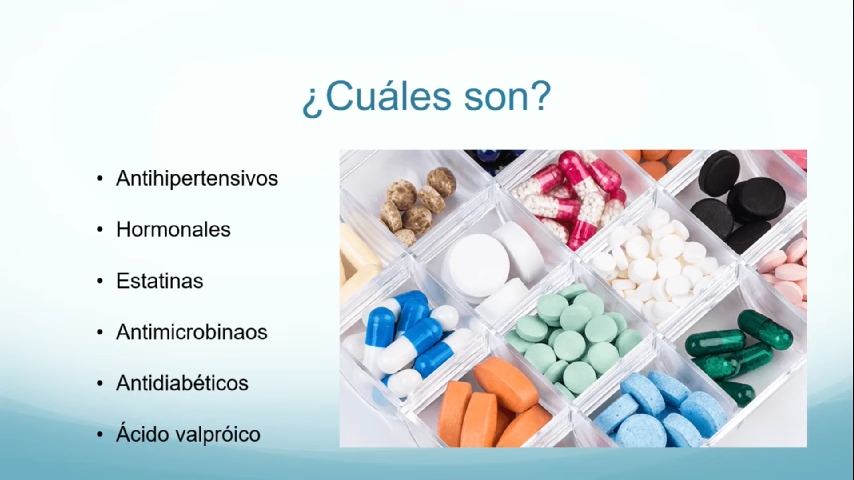 ¿Cuáles son?
• Antihipertensivos
• Hormonales
• Estatinas
• Antimicrobinaos
• Antidiabéticos
• Ácido valpróico